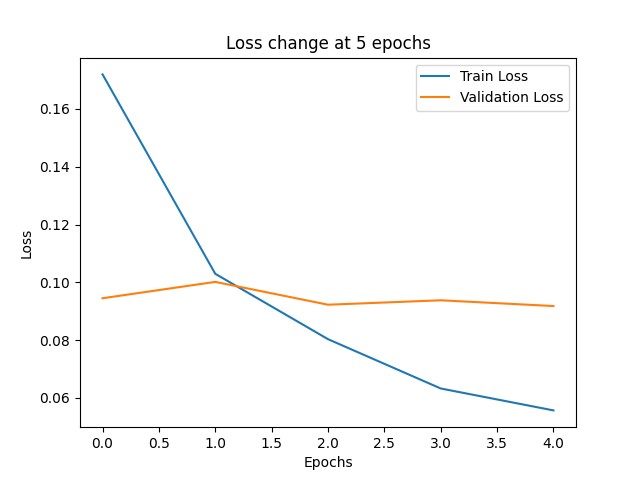 Loss change at 5 epochs
Train Loss
Validation Loss
0.16
0.14
0.12
0.10
0.08
0.06
Loss
0.0 0.5 1.0 1.5 2.0 2.5 3.0 3.5 4.0
Epochs